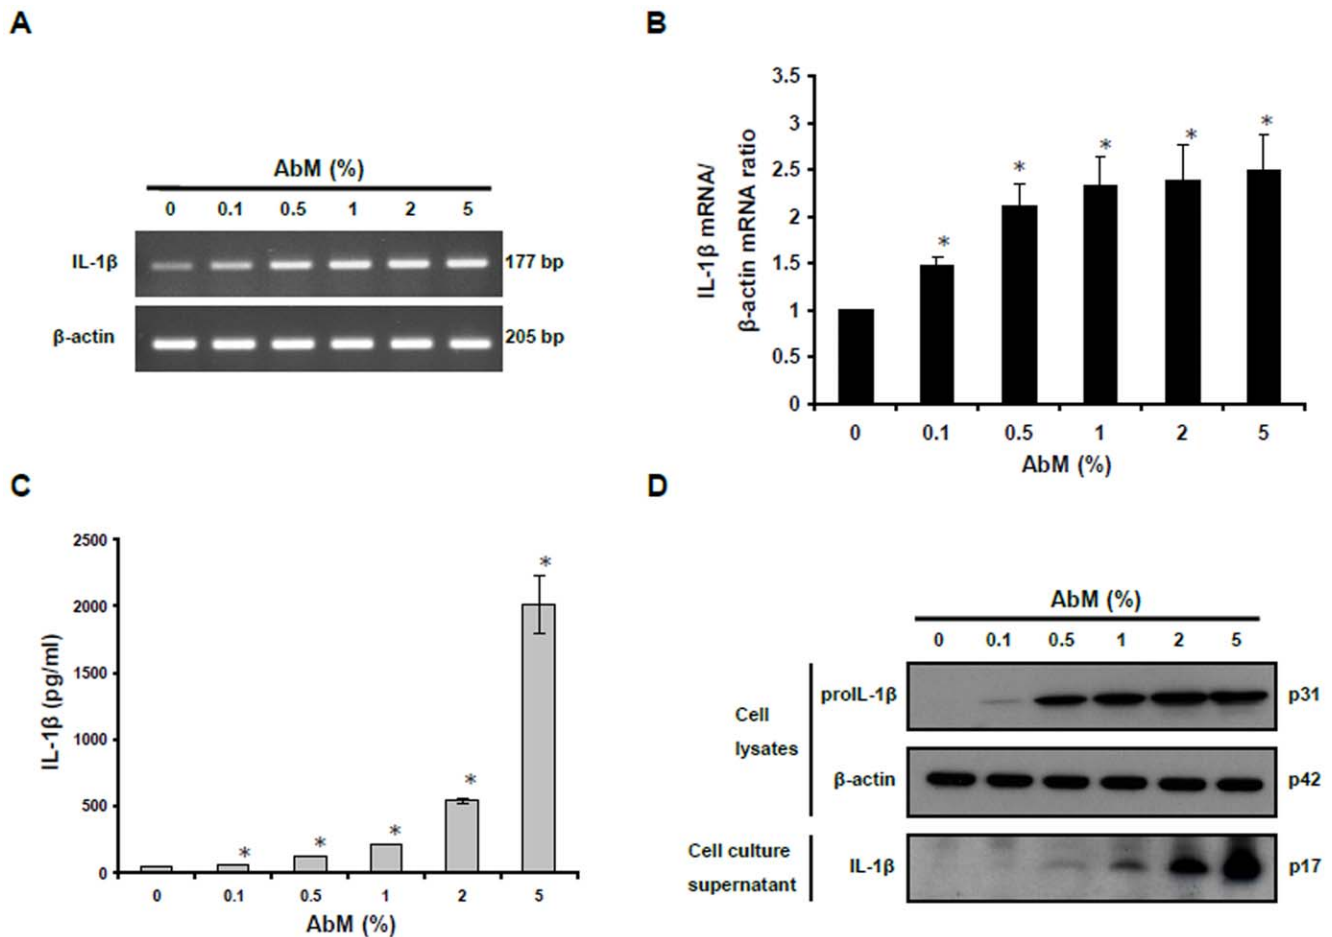 A
AbM (%)
0 0.1 0.5 1 2 5
IL-1β 177 bp
β-actin 205 bp
B
IL-1β mRNA/
β-actin mRNA ratio
3.5
3
2.5
2
1.5
1
0.5
0
* * * * *
0 0.1 0.5 1 2 5
AbM (%)
C
IL-1β (pg/ml)
2500
2000
1500
1000
500
0
* * * * *
0 0.1 0.5 1 2 5
AbM (%)
D
AbM (%)
0 0.1 0.5 1 2 5
Cell
lysates
proIL-1β p31
β-actin p42
Cell culture
supernatant
IL-1β p17